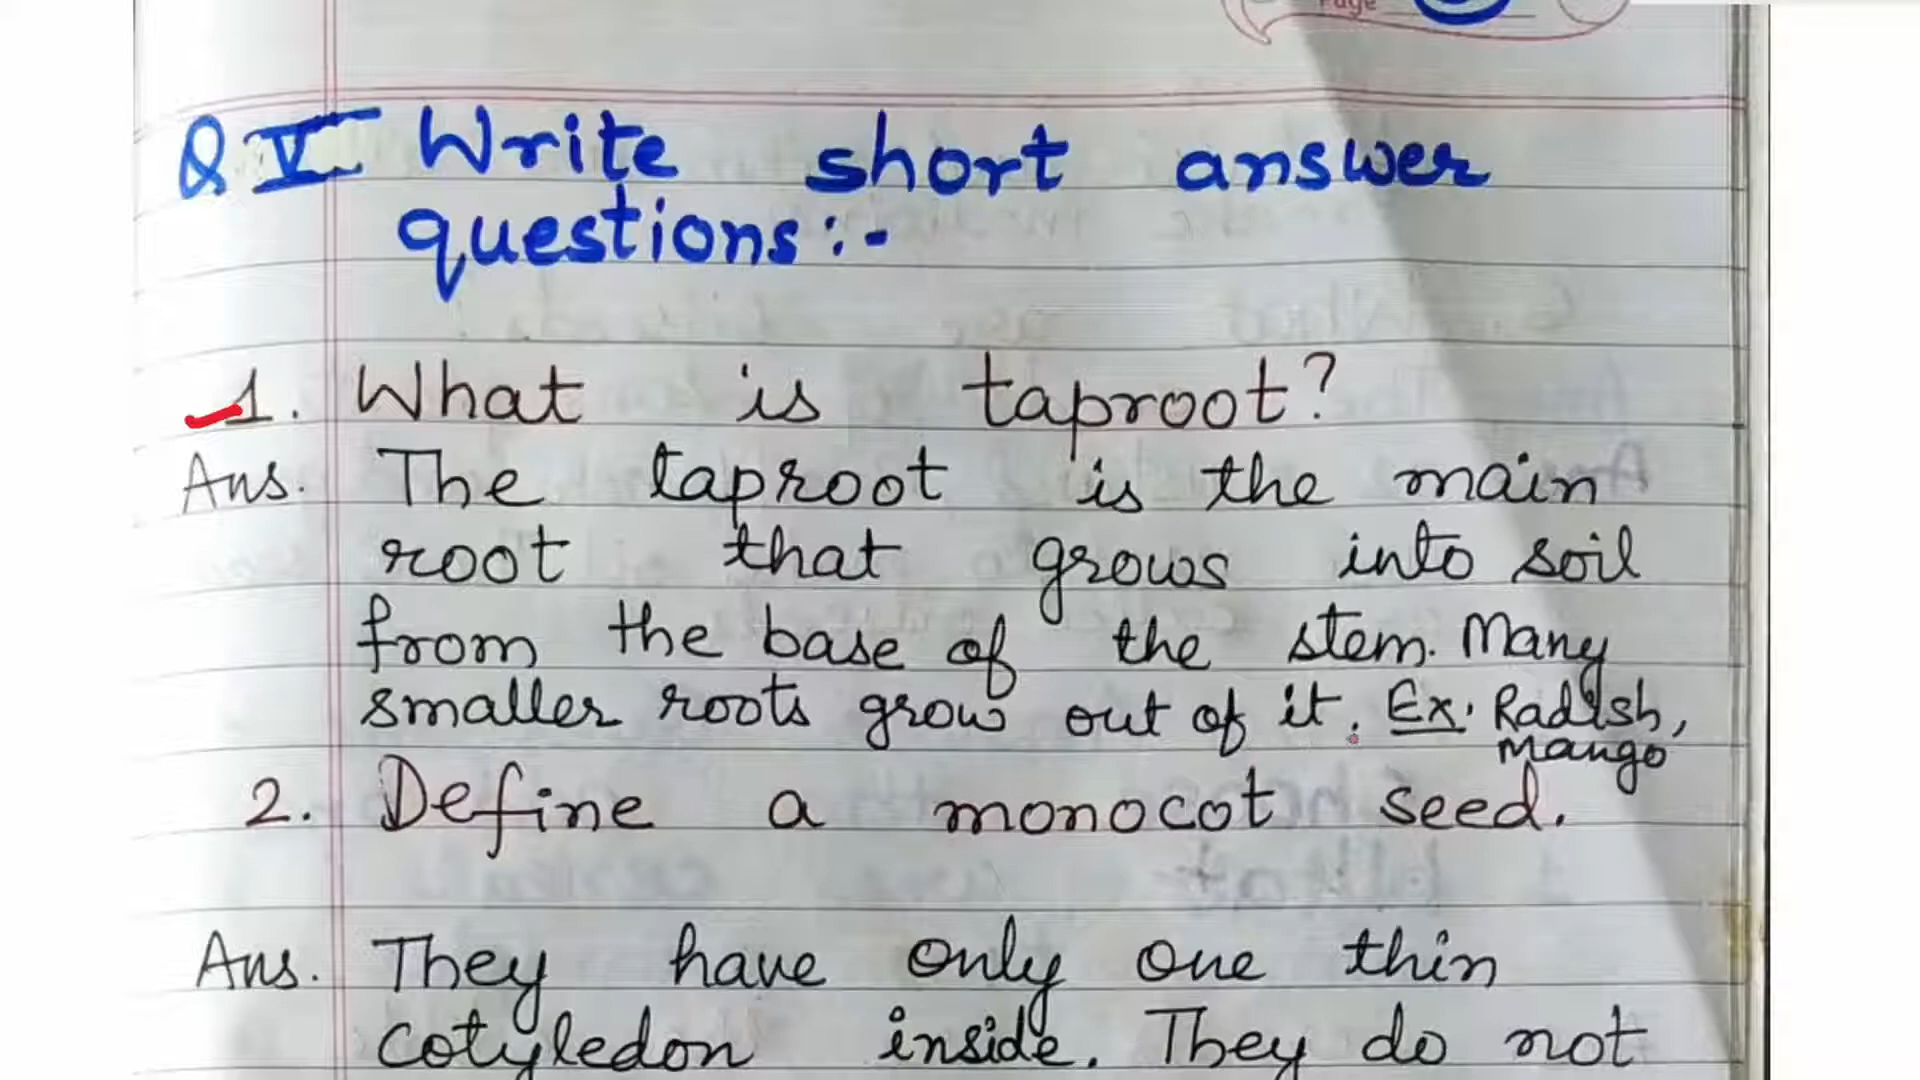 Page
Q V Write short answer
questions:-
1. What is taproot?
Ans. The taproot is the main
root that grows into soil
from the base of the stem. Many
smaller roots grow out of it. Ex. Radish,
Mango
2. Define a monocot seed.
Ans. They have only one thin
cotyledon inside. They do not